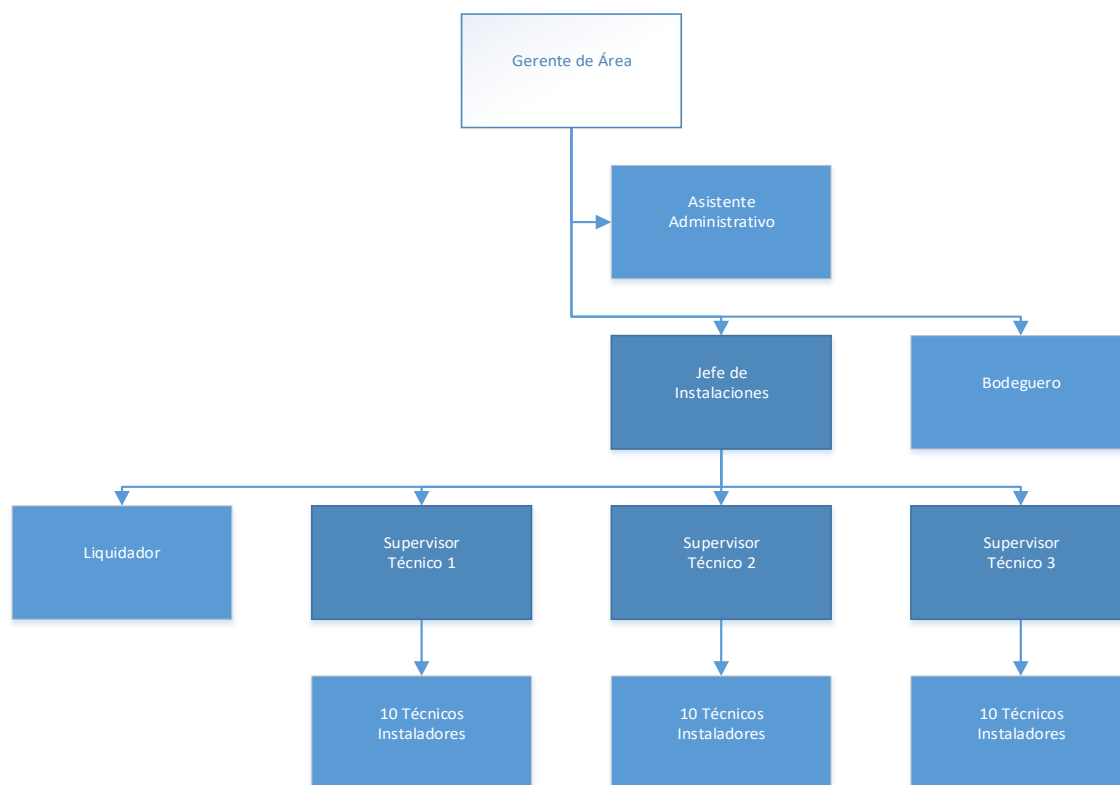 Gerente de Área
Asistente
Administrativo
Jefe de
Instalaciones
Bodeguero
Liquidador
Supervisor
Técnico 1
Supervisor
Técnico 2
Supervisor
Técnico 3
10 Técnicos
Instaladores
10 Técnicos
Instaladores
10 Técnicos
Instaladores